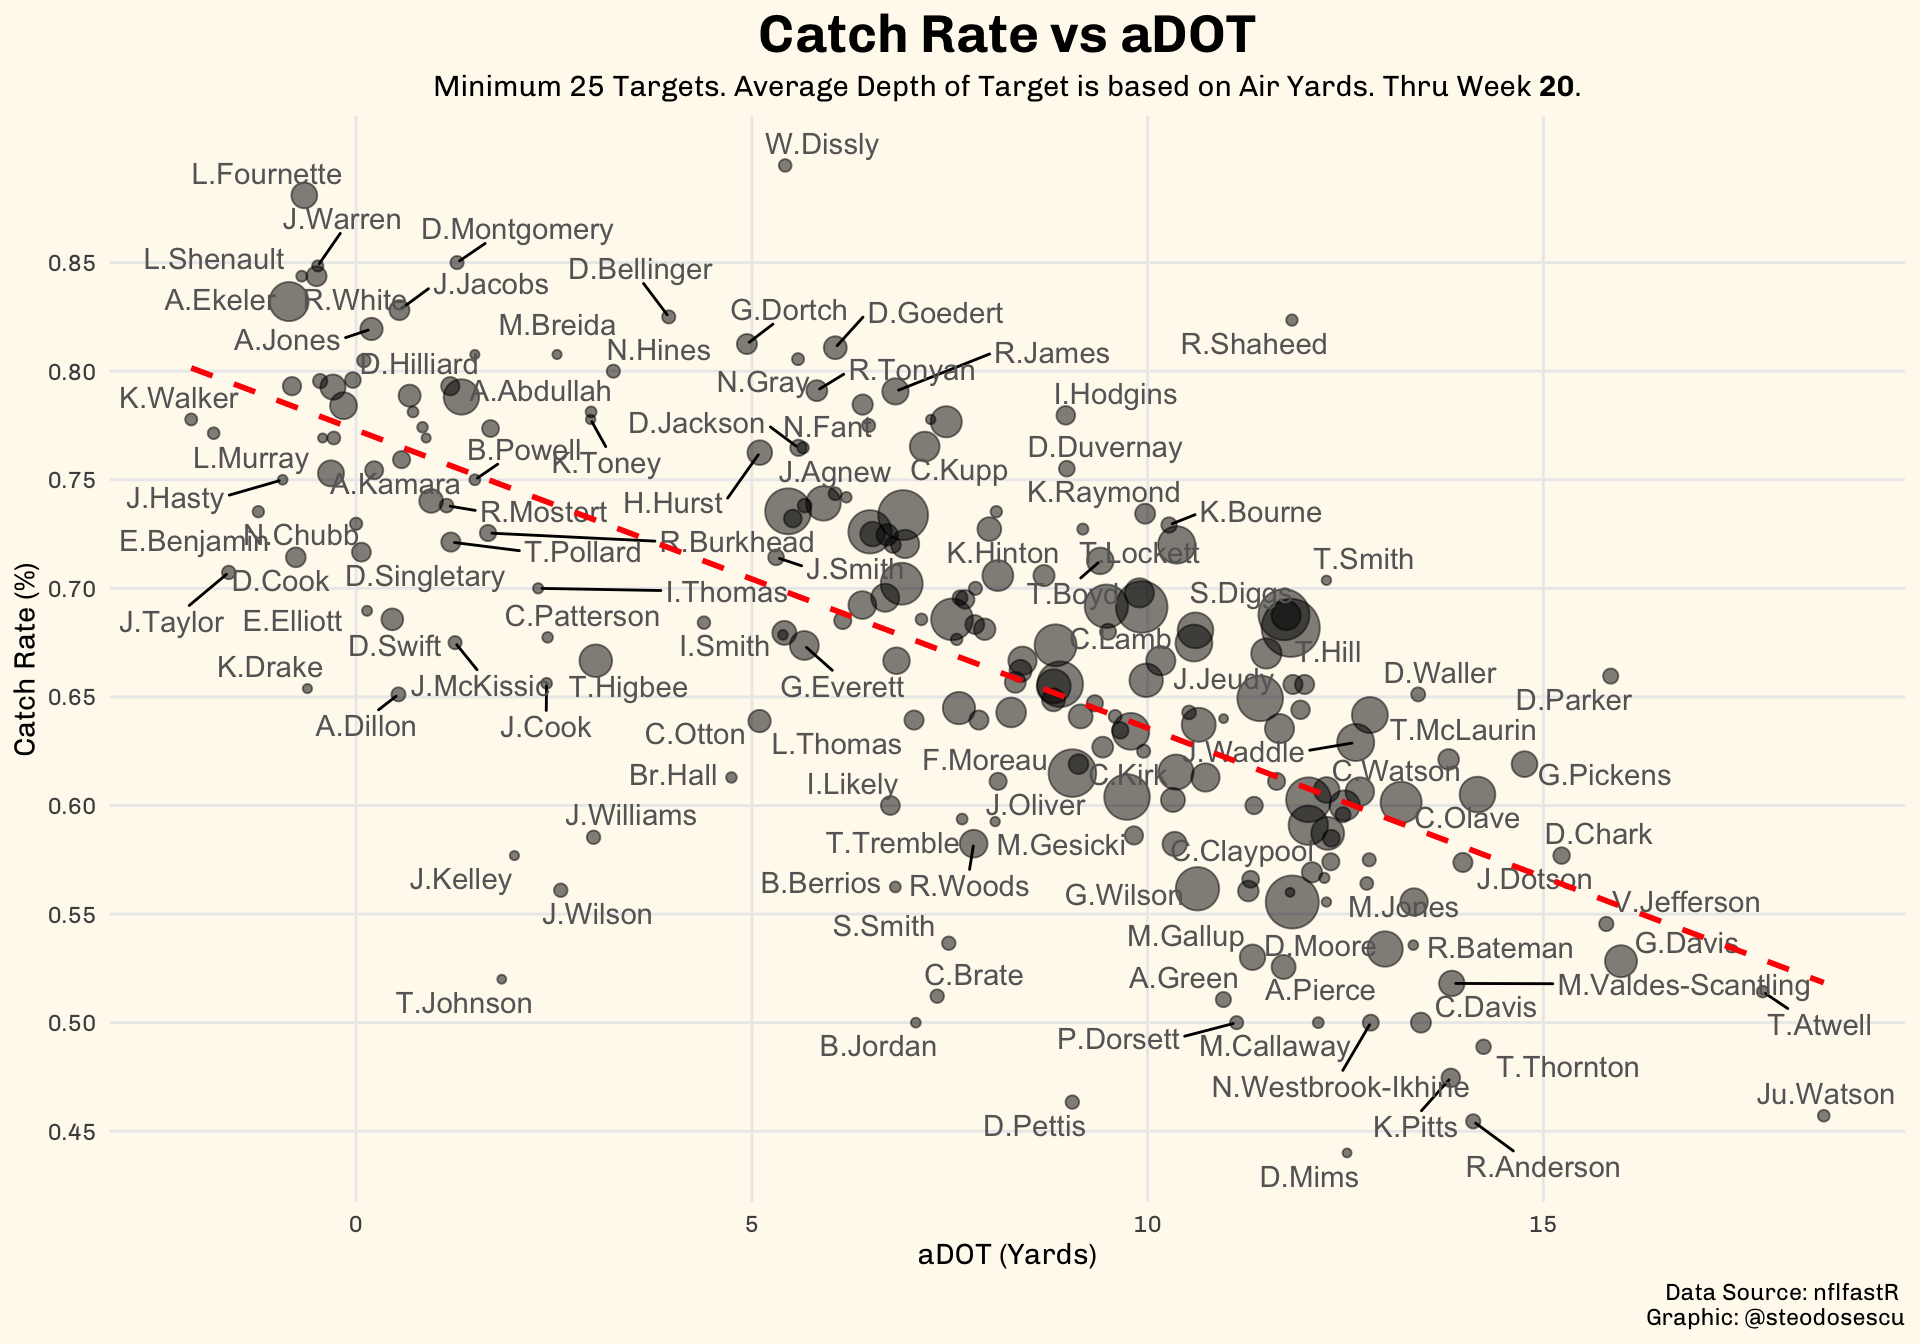 Catch Rate vs aDOT
Minimum 25 Targets. Average Depth of Target is based on Air Yards. Thru Week 20.
W.Dissly
L.Fournette
J.Warren
D.Montgomery
L.Shenault
D.Bellinger
0.85
J.Jacobs
A.Ekeler
R.White
G.Dortch
D.Goedert
M.Breida
A.Jones
R.Shaheed
N.Hines
R.James
D.Hilliard
0.80
R.Tonyan
N.Gray
A.Abdullah
I.Hodgins
K.Walker
D.Jackson
N.Fant
D.Duvernay
B.Powell
L.Murray
K.Toney
J.Agnew
C.Kupp
0.75
A.Kamara
K.Raymond
J.Hasty
H.Hurst
R.Mostert
K.Bourne
N.Chubb
E.Benjamin
R.Burkhead
T.Pollard
K.Hinton
T.Lockett
T.Smith
J.Smith
D.Cook
D.Singletary
0.70
I.Thomas
T.Boyd
S.Diggs
J.Taylor
E.Elliott
C.Patterson
D.Swift
I.Smith
C.Lamb
T.Hill
K.Drake
J.McKissic
T.Higbee
G.Everett
J.Jeudy
D.Waller
0.65
D.Parker
A.Dillon
J.Cook
C.Otton
L.Thomas
T.McLaurin
J.Waddle
F.Moreau
Br.Hall
I.Likely
C.Kirk
C.Watson
G.Pickens
0.60
J.Oliver
J.Williams
C.Olave
T.Tremble
M.Gesicki
D.Chark
C.Claypool
J.Kelley
B.Berrios
R.Woods
G.Wilson
J.Dotson
0.55
J.Wilson
S.Smith
M.Jones
V.Jefferson
M.Gallup
D.Moore
R.Bateman
G.Davis
C.Brate
A.Green
A.Pierce
M.Valdes-Scantling
T.Johnson
C.Davis
0.50
T.Atwell
B.Jordan
P.Dorsett
M.Callaway
T.Thornton
N.Westbrook-Ikhine
Ju.Watson
D.Pettis
K.Pitts
0.45
D.Mims
R.Anderson
Catch Rate (%)
0
5
10
15
aDOT (Yards)
Data Source: nflfastR
Graphic: @steodosescu